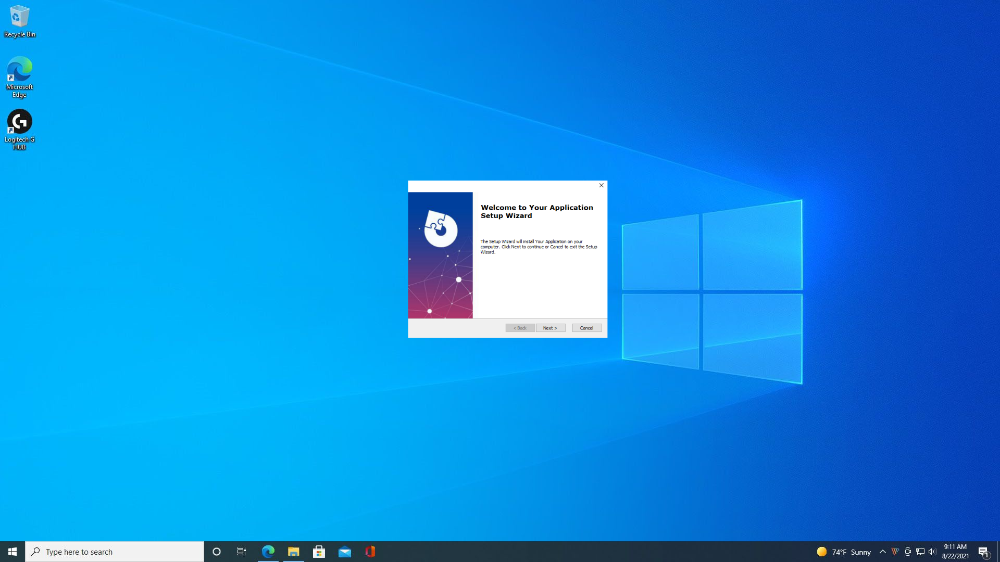 Recycle Bin
Microsoft
Edge
Logitech G
HUB
Welcome to Your Application
Setup Wizard
The Setup Wizard will install Your Application on your
computer. Click Next to continue or Cancel to exit the Setup
Wizard.
< Back
Next >
Cancel
Type here to search
74°F Sunny
9:11 AM
8/22/2021
1